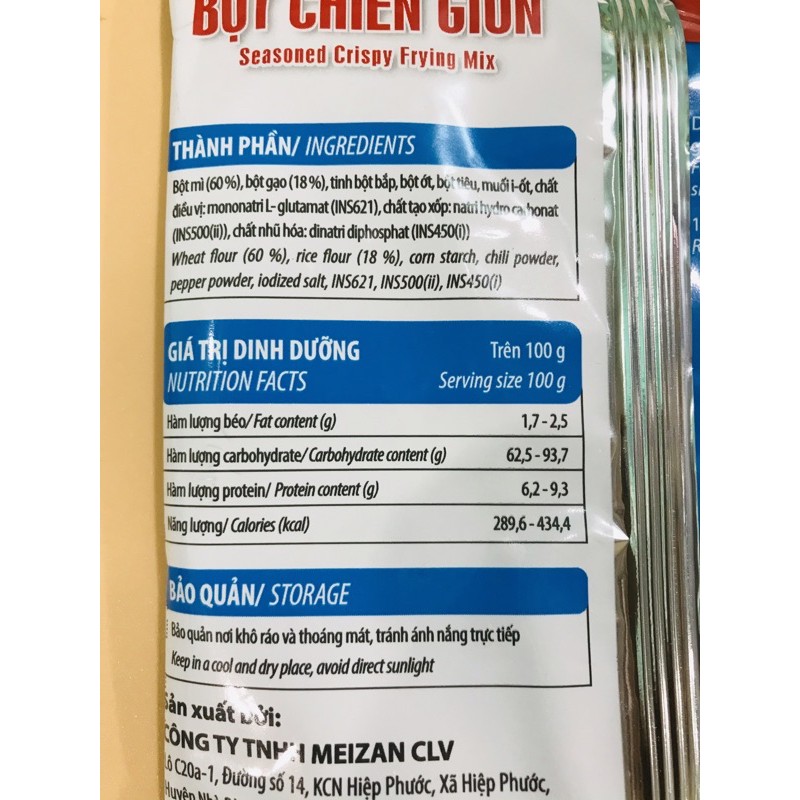 BỘT CHIÊN GIÒN
Seasoned Crispy Frying Mix
THÀNH PHẦN/ INGREDIENTS
Bột mì (60%), bột gạo (18%), tinh bột bắp, bột ớt, bột tiêu, muối i-ốt, chất
điều vị: mononatri L- glutamat (INS621), chất tạo xốp: natri hydro carbonat
(INS500(ii)), chất nhũ hóa: dinatri diphosphat (INS450(i))
Wheat flour (60 %), rice flour (18 %), corn starch, chili powder,
pepper powder, iodized salt, INS621, INS500(ii), INS450(i)
GIÁ TRỊ DINH DƯỠNG Trên 100 g
NUTRITION FACTS Serving size 100 g
Hàm lượng béo/ Fat content (g) 1,7 - 2,5
Hàm lượng carbohydrate/ Carbohydrate content (g) 62,5 - 93,7
Hàm lượng protein/ Protein content (g) 6,2 - 9,3
Năng lượng/ Calories (kcal) 289,6 - 434,4
BẢO QUẢN/ STORAGE
Bảo quản nơi khô ráo và thoáng mát, tránh ánh nắng trực tiếp
Keep in a cool and dry place, avoid direct sunlight
Sản xuất bởi:
CÔNG TY TNHH MEIZAN CLV
Lô C20a-1, Đường số 14, KCN Hiệp Phước, Xã Hiệp Phước,
Huyện Nhà